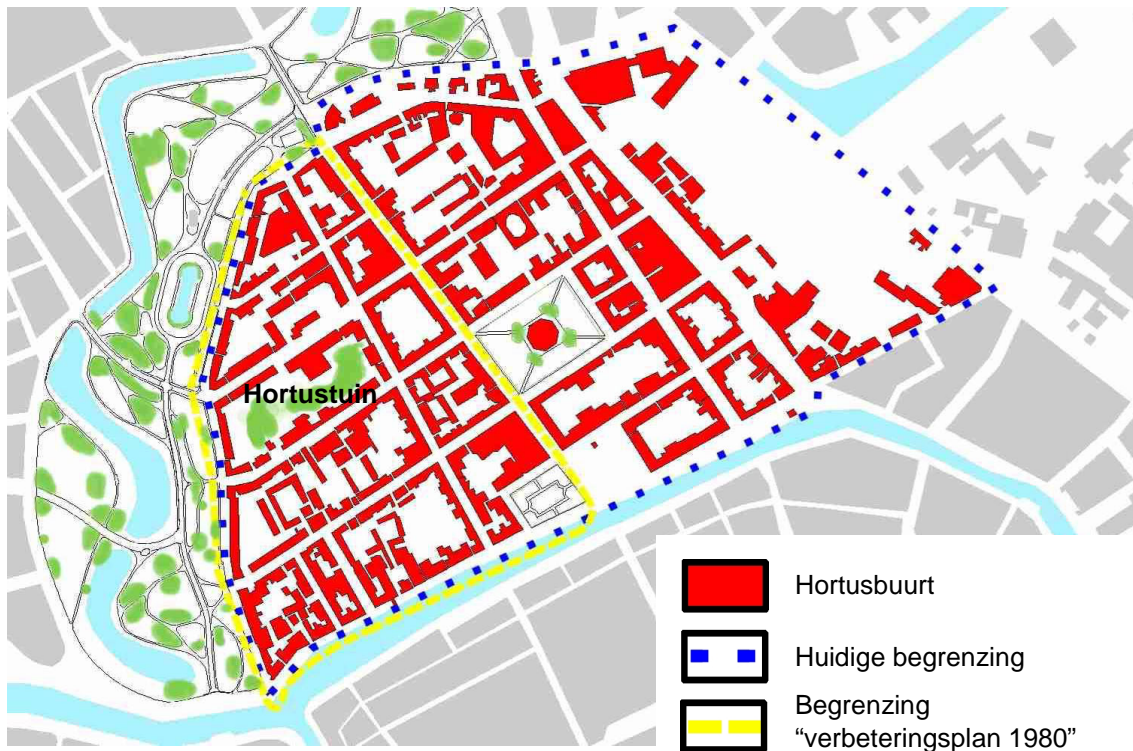 Hortustuin
Hortusbuurt
Huidige begrenzing
Begrenzing
“verbeteringsplan 1980”